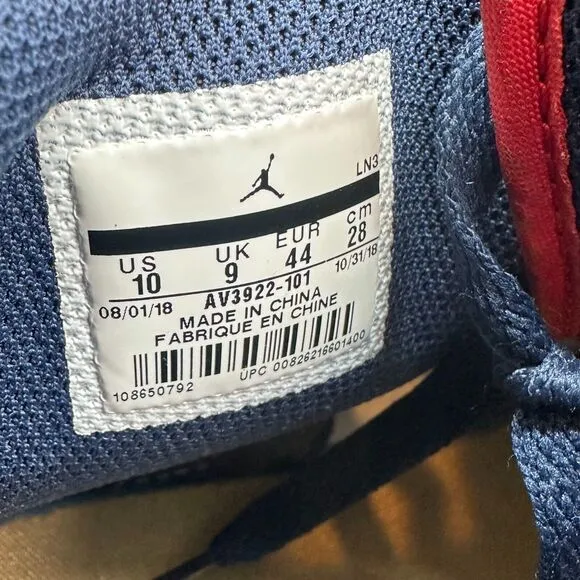 LN3
US UK EUR cm
10 9 44 28
08/01/18 AV3922-101 10/31/18
MADE IN CHINA
FABRIQUE EN CHINE
108650792 UPC 00826216601400